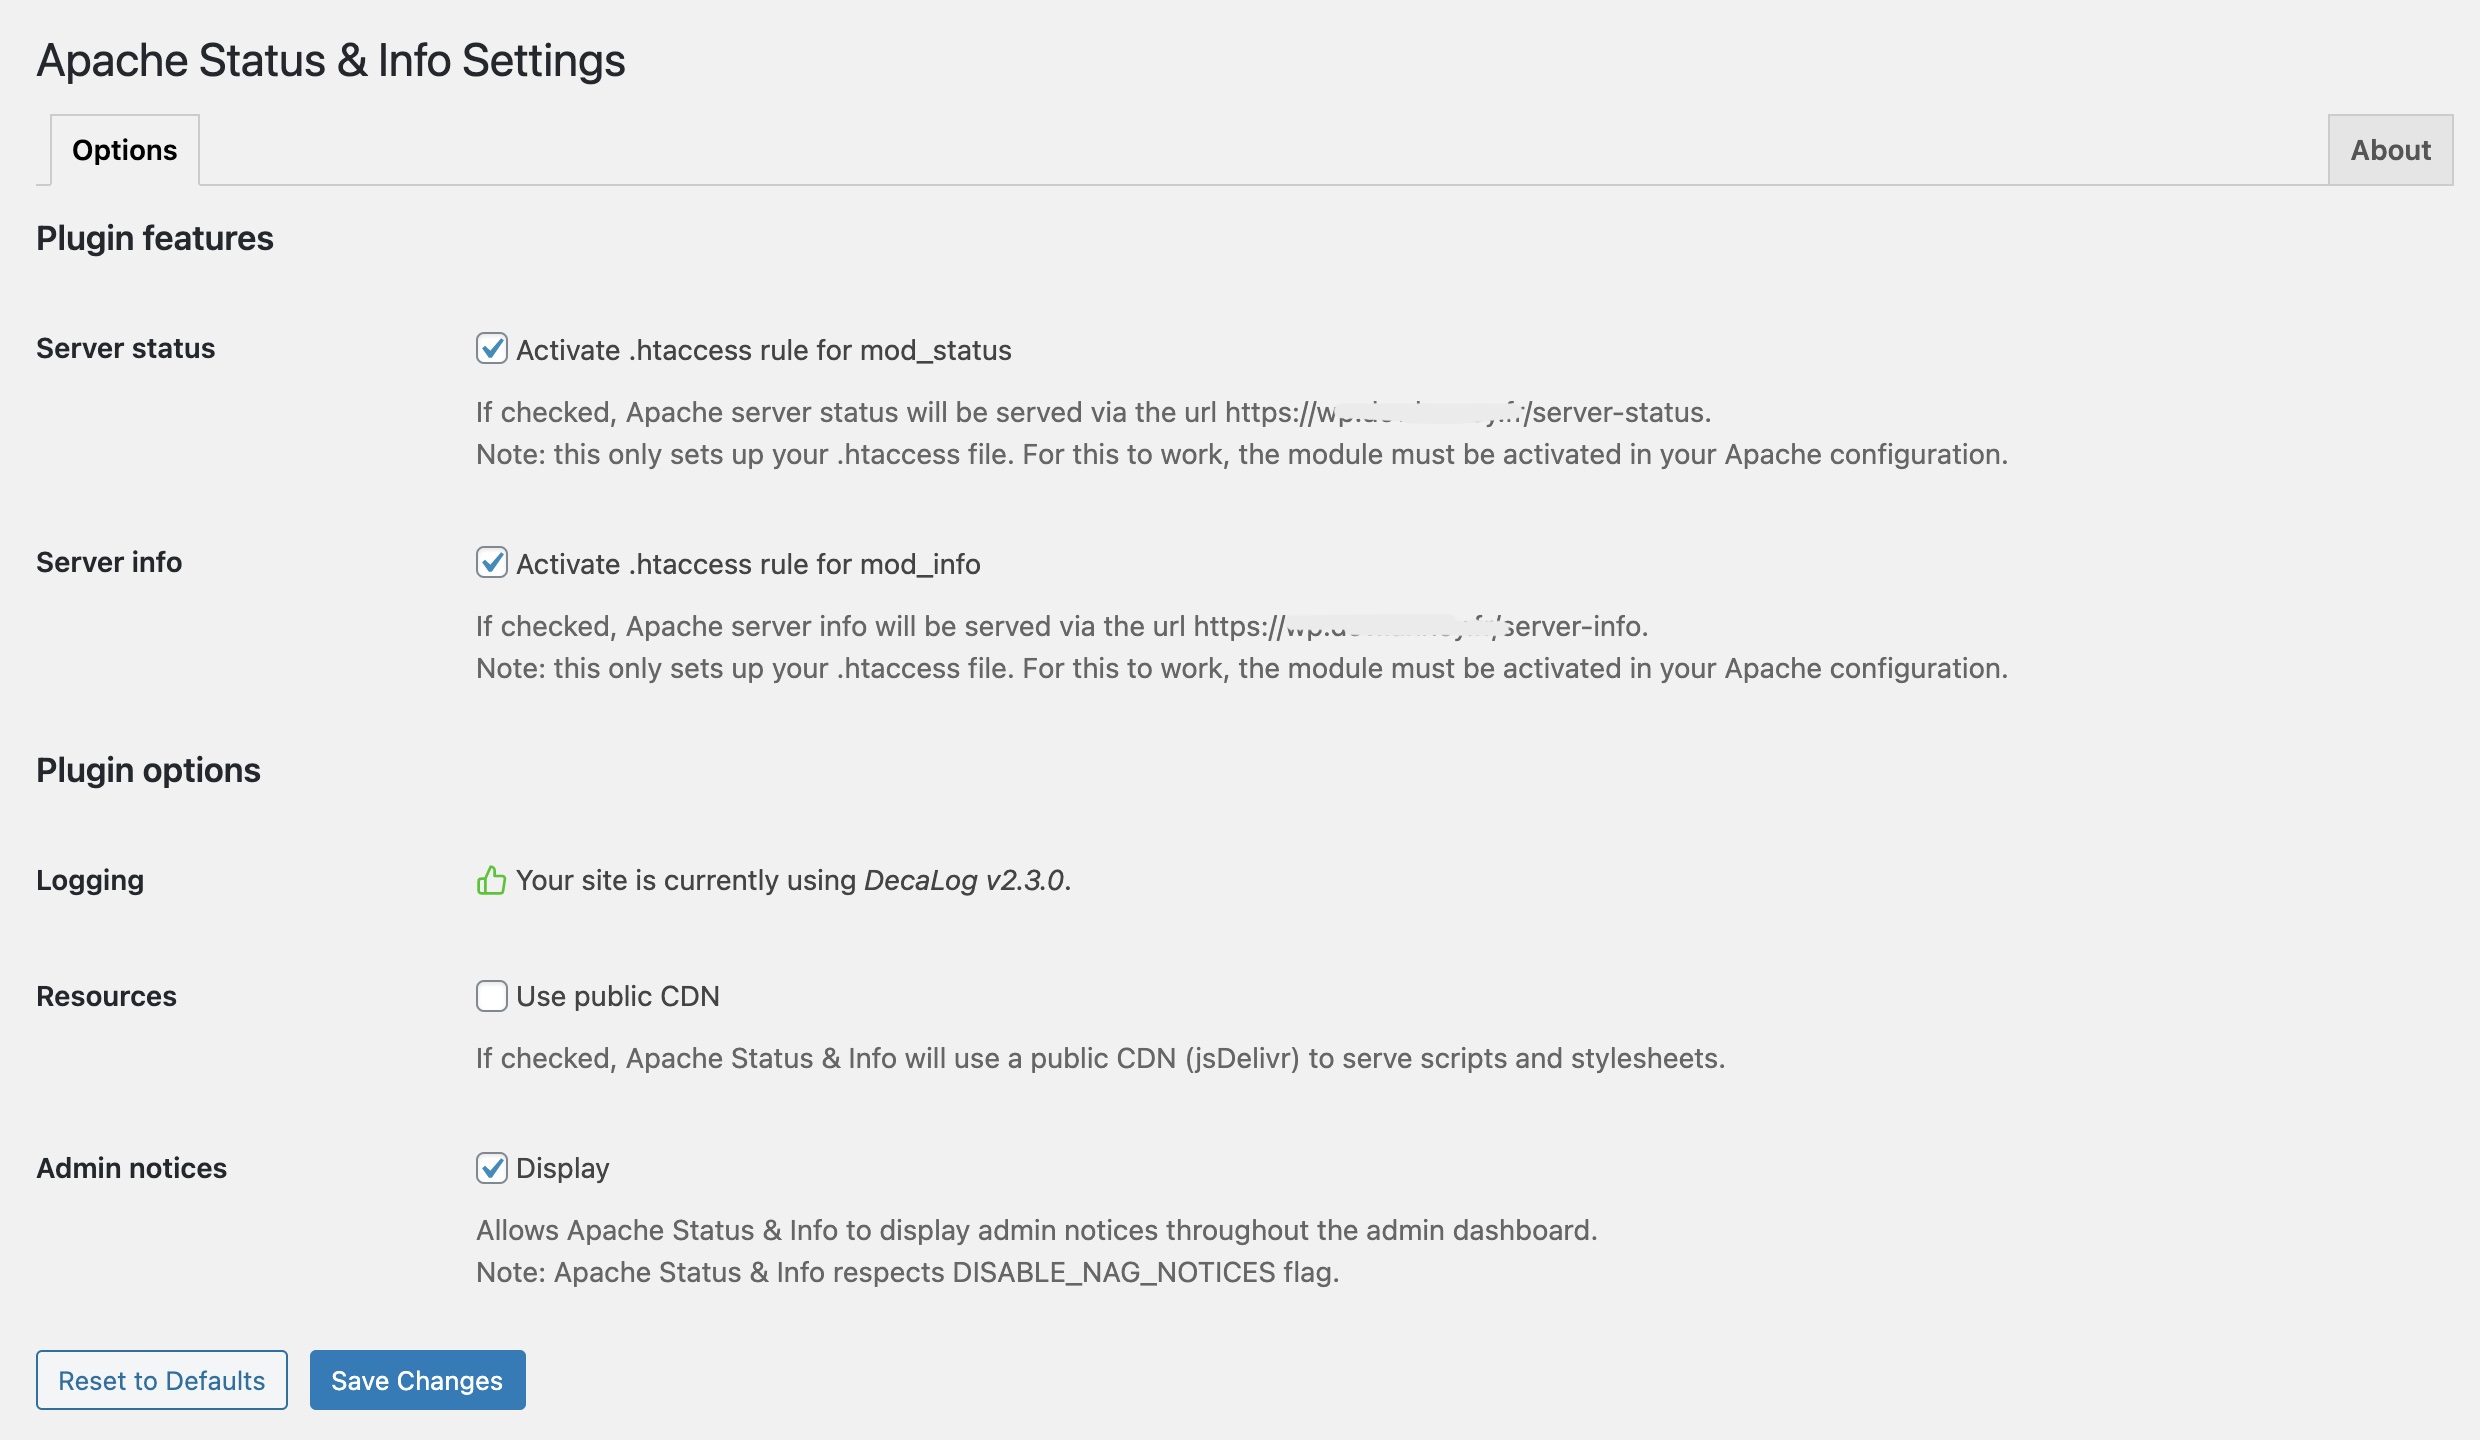 Apache Status & Info Settings
Options
About
Plugin features
Server status
Activate .htaccess rule for mod_status
If checked, Apache server status will be served via the url https:///server-status.
Note: this only sets up your .htaccess file. For this to work, the module must be activated in your Apache configuration.
Server info
Activate .htaccess rule for mod_info
If checked, Apache server info will be served via the url https:///server-info.
Note: this only sets up your .htaccess file. For this to work, the module must be activated in your Apache configuration.
Plugin options
Logging
Your site is currently using DecaLog v2.3.0.
Resources
Use public CDN
If checked, Apache Status & Info will use a public CDN (jsDelivr) to serve scripts and stylesheets.
Admin notices
Display
Allows Apache Status & Info to display admin notices throughout the admin dashboard.
Note: Apache Status & Info respects DISABLE_NAG_NOTICES flag.
Reset to Defaults
Save Changes